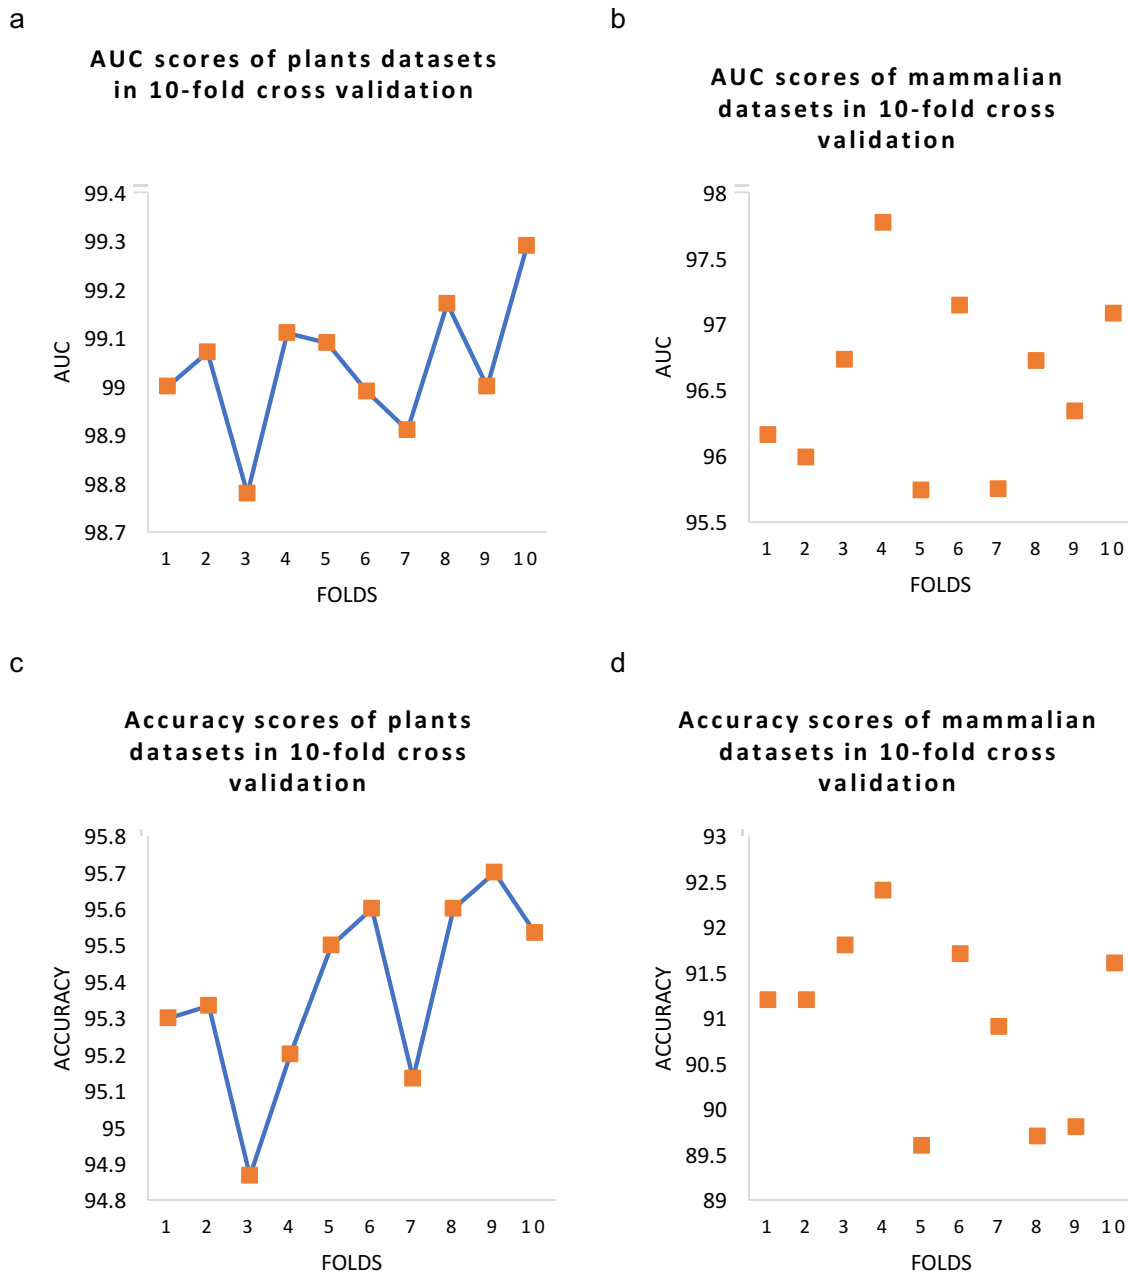 a
AUC scores of plants datasets
in 10-fold cross validation
99.4
99.3
99.2
99.1
99
98.9
98.8
98.7
AUC
1 2 3 4 5 6 7 8 9 10
FOLDS
b
AUC scores of mammalian
datasets in 10-fold cross
validation
98
97.5
97
96.5
96
95.5
AUC
1 2 3 4 5 6 7 8 9 10
FOLDS
c
Accuracy scores of plants
datasets in 10-fold cross
validation
95.8
95.7
95.6
95.5
95.4
95.3
95.2
95.1
95
94.9
94.8
ACCURACY
1 2 3 4 5 6 7 8 9 10
FOLDS
d
Accuracy scores of mammalian
datasets in 10-fold cross
validation
93
92.5
92
91.5
91
90.5
90
89.5
89
ACCURACY
1 2 3 4 5 6 7 8 9 10
FOLDS